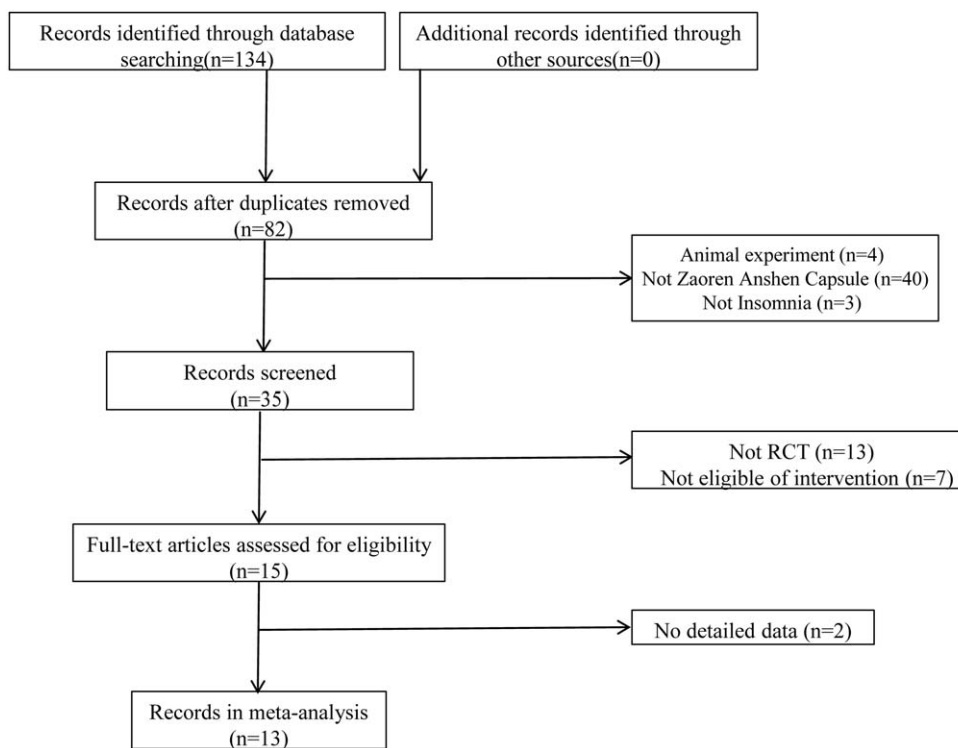 Records identified through database
searching(n=134)
Additional records identified through
other sources(n=0)
Records after duplicates removed
(n=82)
Animal experiment (n=4)
Not Zaoren Anshen Capsule (n=40)
Not Insomnia (n=3)
Records screened
(n=35)
Not RCT (n=13)
Not eligible of intervention (n=7)
Full-text articles assessed for eligibility
(n=15)
No detailed data (n=2)
Records in meta-analysis
(n=13)